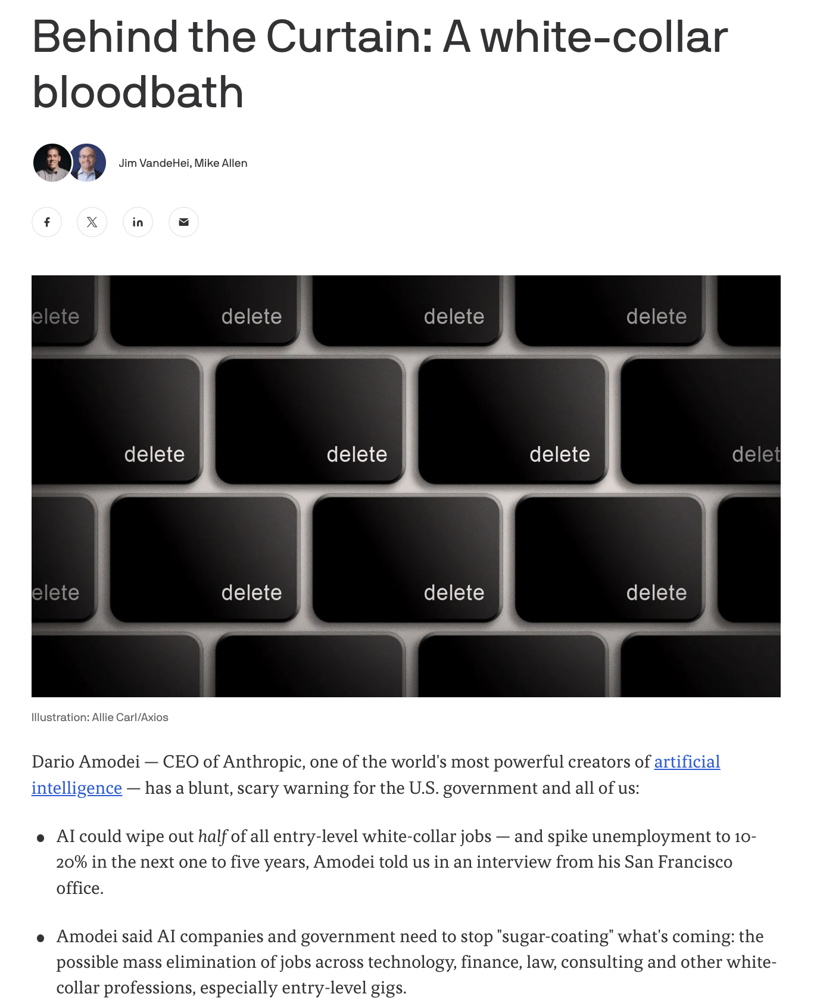 Behind the Curtain: A white-collar
bloodbath
Jim VandeHei, Mike Allen
elete delete delete delete
delete delete delete delet
elete delete delete delete
Illustration: Allie Carl/Axios
Dario Amodei — CEO of Anthropic, one of the world's most powerful creators of artificial
intelligence — has a blunt, scary warning for the U.S. government and all of us:
• AI could wipe out half of all entry-level white-collar jobs — and spike unemployment to 10-
20% in the next one to five years, Amodei told us in an interview from his San Francisco
office.
• Amodei said AI companies and government need to stop "sugar-coating" what's coming: the
possible mass elimination of jobs across technology, finance, law, consulting and other white-
collar professions, especially entry-level gigs.